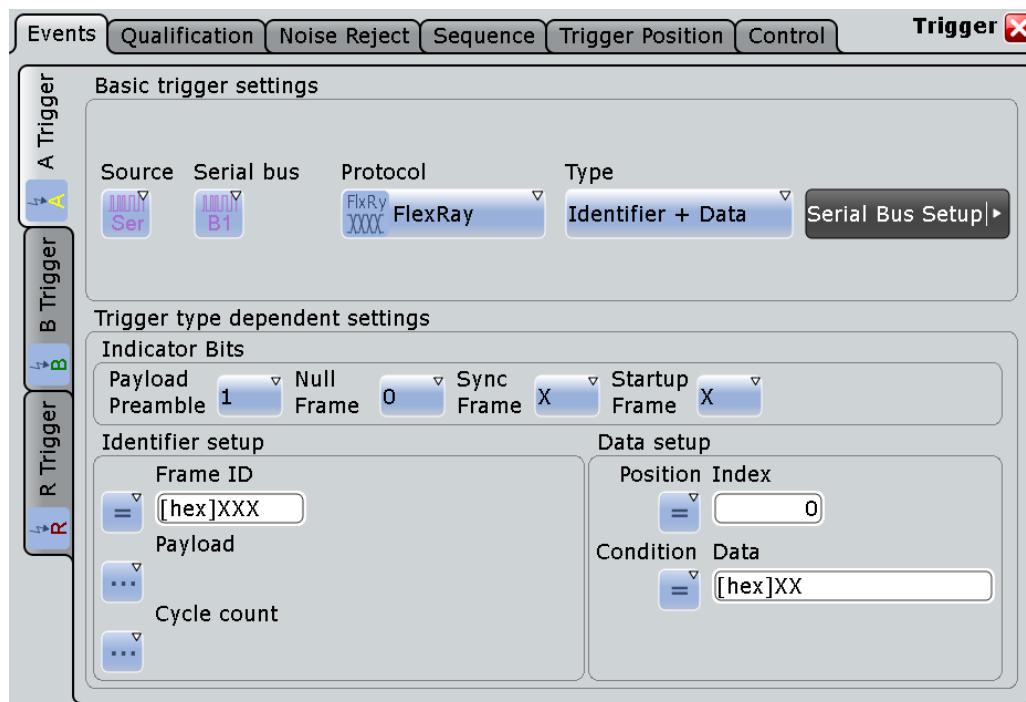 Events Qualification Noise Reject Sequence Trigger Position Control Trigger
A Trigger
A
B Trigger
B
R Trigger
R
Basic trigger settings
Source Serial bus Protocol Type
Ser B1 FlxRy XXXX FlexRay Identifier + Data Serial Bus Setup
Trigger type dependent settings
Indicator Bits
Payload Preamble 1 Null Frame 0 Sync Frame X Startup Frame X
Identifier setup
Frame ID
= [hex]XXX
Payload
...
Cycle count
...
Data setup
Position Index
= 0
Condition Data
= [hex]XX